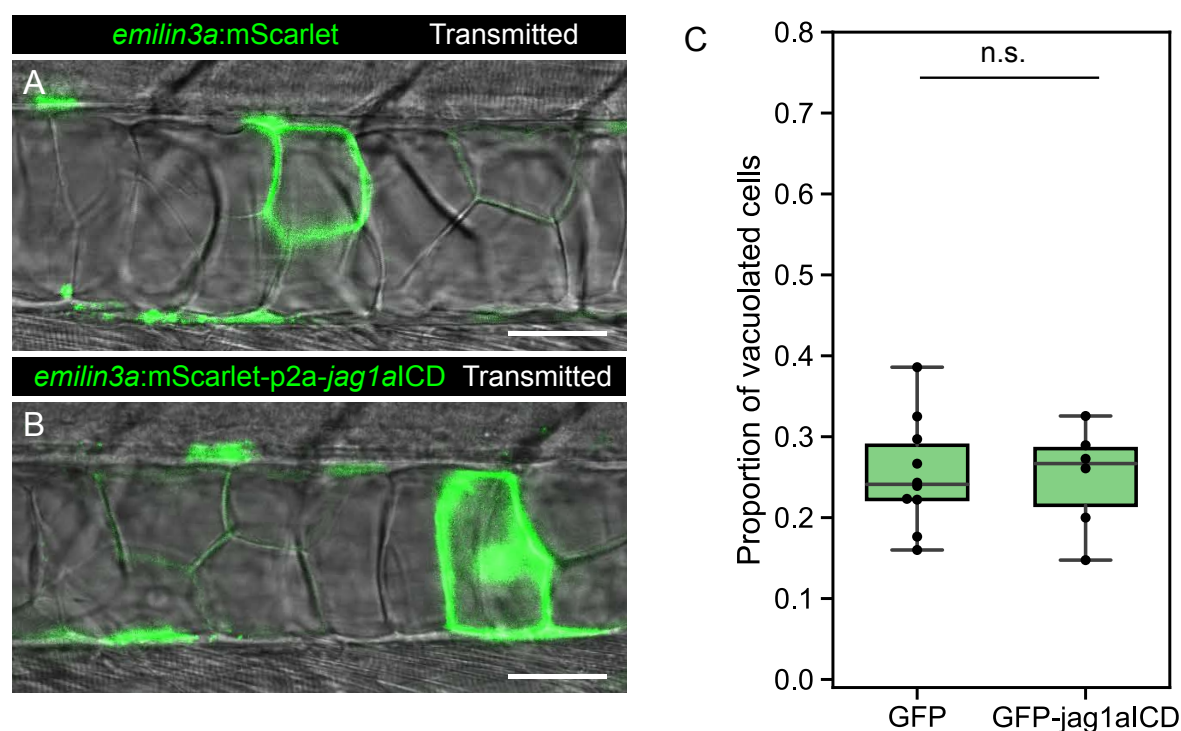 emilin3a:mScarlet Transmitted
A
emilin3a:mScarlet-p2a-jag1aICD Transmitted
B
C
n.s.
Proportion of vacuolated cells
0.8
0.7
0.6
0.5
0.4
0.3
0.2
0.1
0.0
GFP GFP-jag1aICD